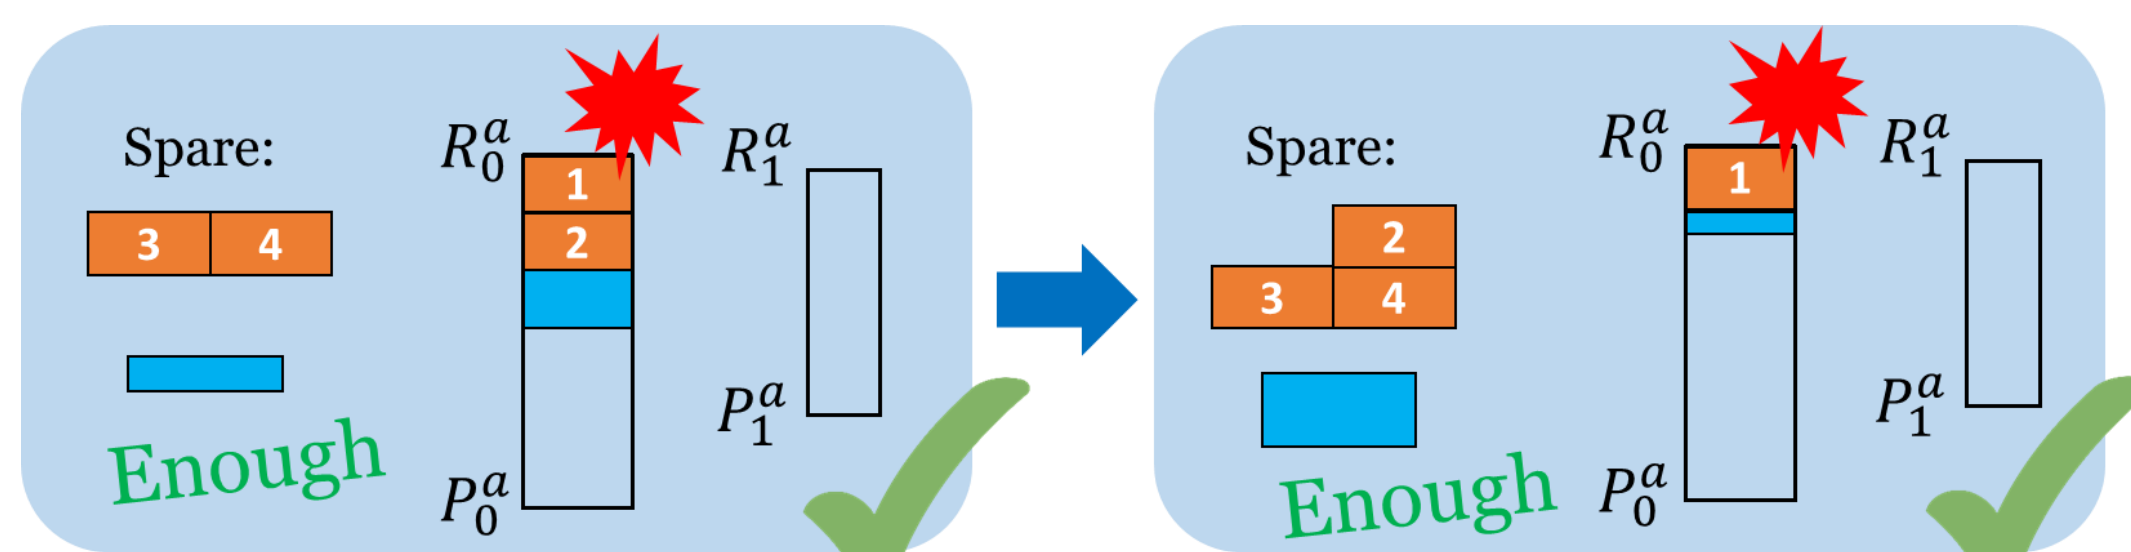 Spare:
3 4
Enough
R_0^a
1
2
P_0^a
R_1^a
P_1^a
Spare:
2
3 4
Enough
R_0^a
1
P_0^a
R_1^a
P_1^a